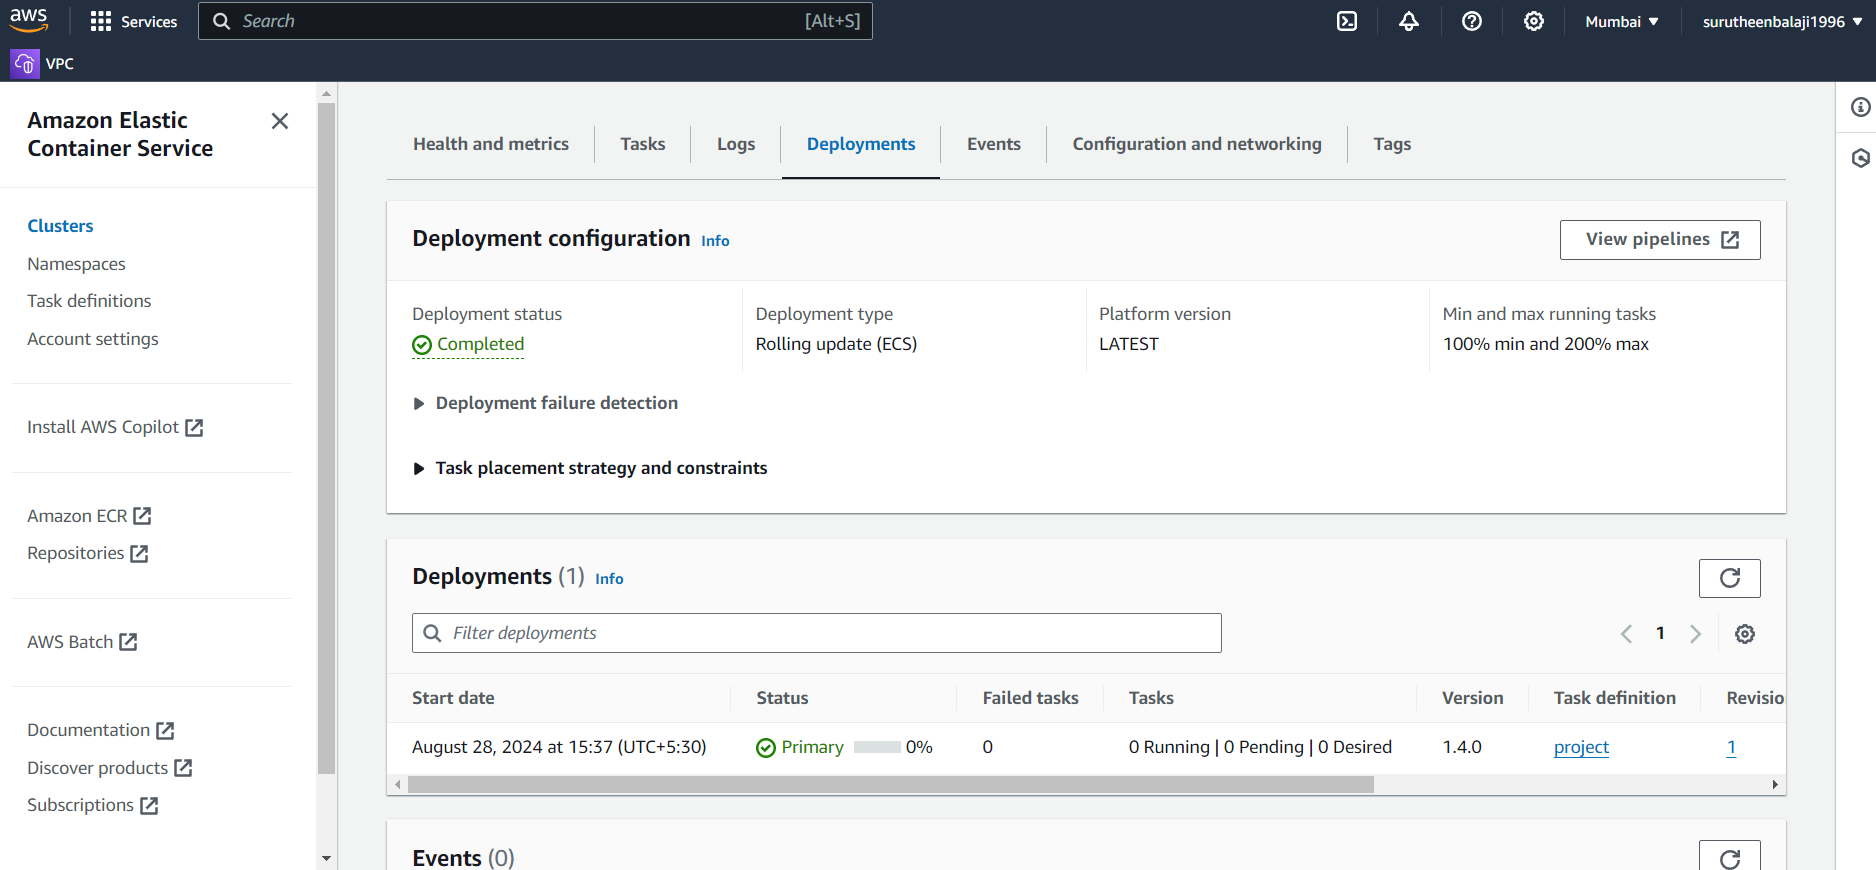 aws Services Search [Alt+S] Mumbai surutheenbalaji1996
VPC
Amazon Elastic
Container Service
Clusters
Namespaces
Task definitions
Account settings
Install AWS Copilot
Amazon ECR
Repositories
AWS Batch
Documentation
Discover products
Subscriptions
Health and metrics Tasks Logs Deployments Events Configuration and networking Tags
Deployment configuration Info View pipelines
Deployment status Deployment type Platform version Min and max running tasks
Completed Rolling update (ECS) LATEST 100% min and 200% max
Deployment failure detection
Task placement strategy and constraints
Deployments (1) Info
Filter deployments 1
Start date Status Failed tasks Tasks Version Task definition Revisio
August 28, 2024 at 15:37 (UTC+5:30) Primary 0% 0 0 Running | 0 Pending | 0 Desired 1.4.0 project 1
Events (0)